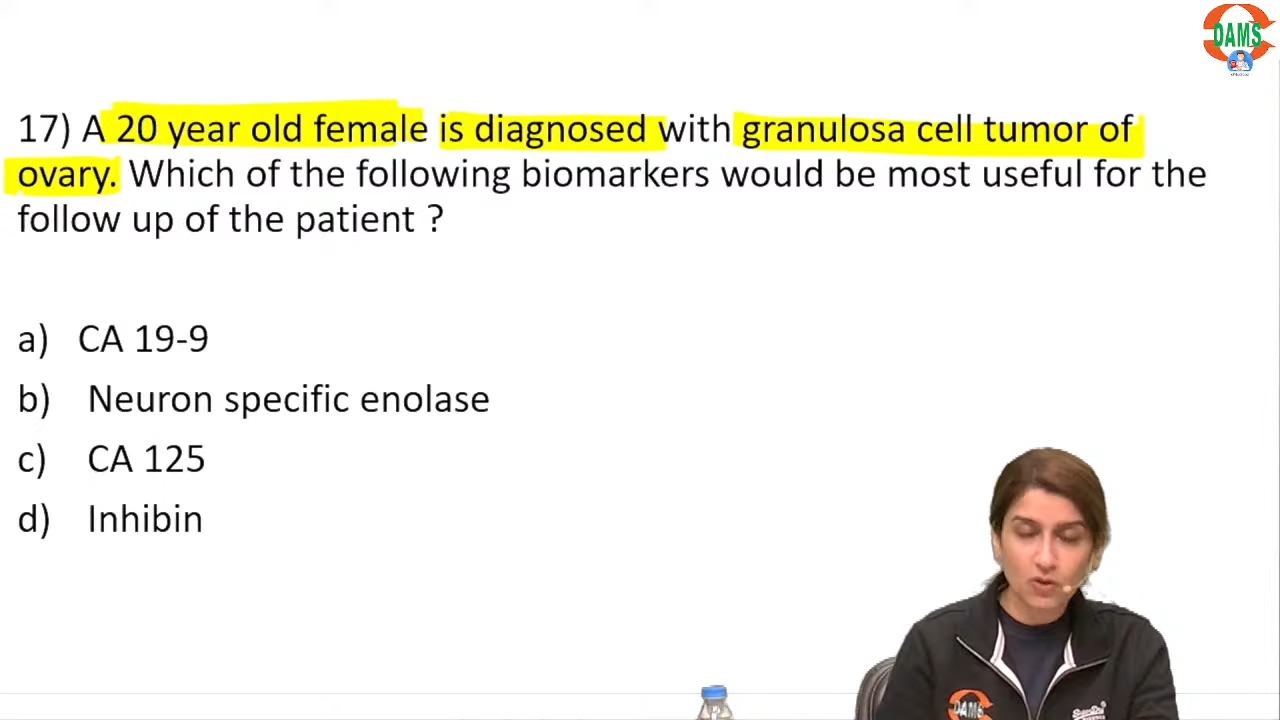 DAMS
17) A 20 year old female is diagnosed with granulosa cell tumor of
ovary. Which of the following biomarkers would be most useful for the
follow up of the patient ?
a) CA 19-9
b) Neuron specific enolase
c) CA 125
d) Inhibin
DAMS